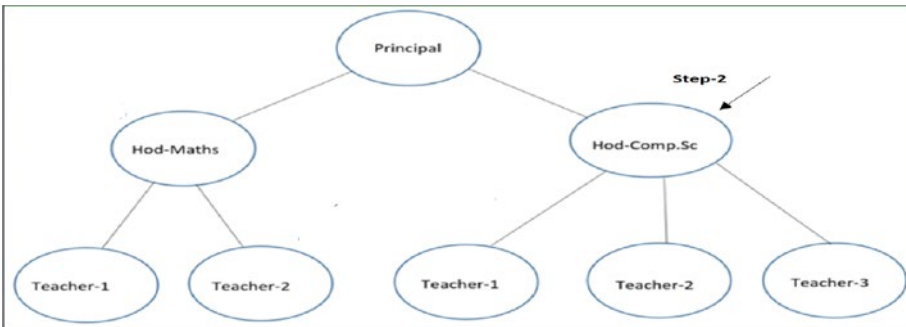 Principal
Step-2
Hod-Maths
Hod-Comp.Sc
Teacher-1
Teacher-2
Teacher-1
Teacher-2
Teacher-3